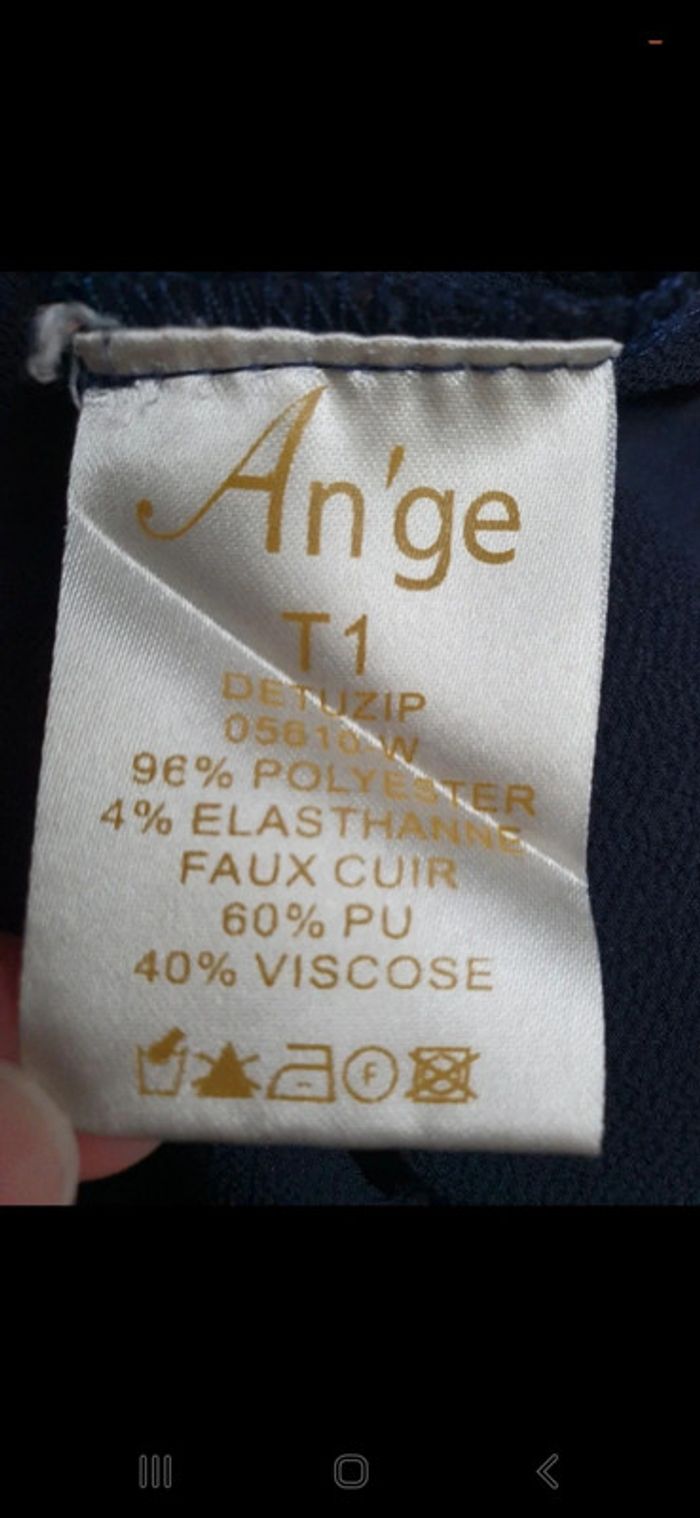 An'ge
T1
DETUZIP
05610-W
96% POLYESTER
4% ELASTHANNE
FAUX CUIR
60% PU
40% VISCOSE
F